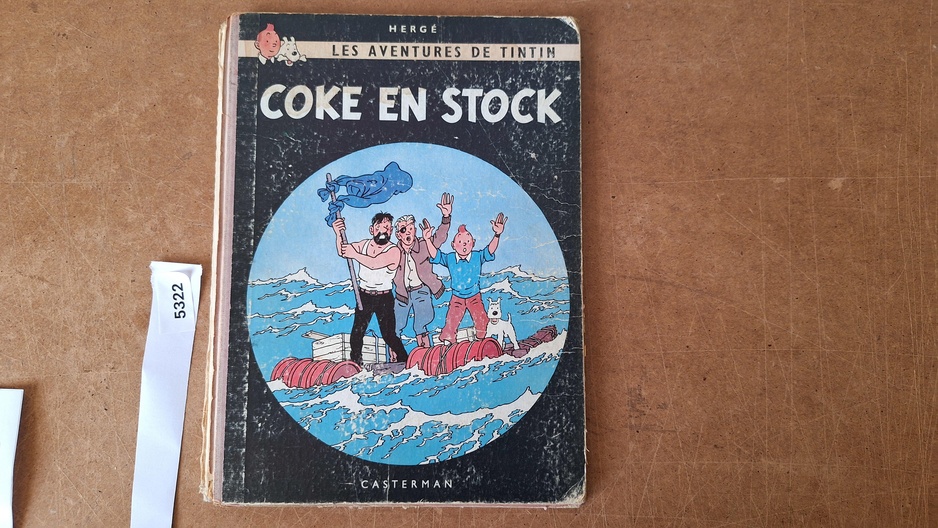 HERGÉ
LES AVENTURES DE TINTIN
COKE EN STOCK
CASTERMAN
5322